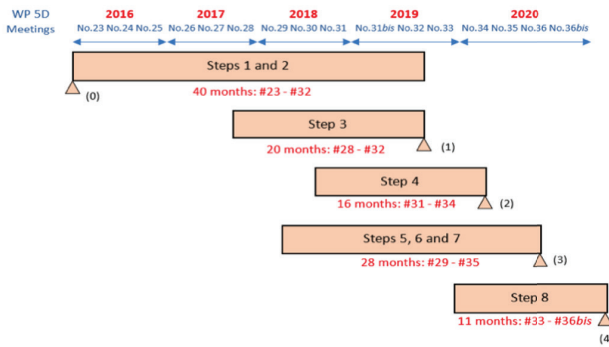 WP 5D 2016 2017 2018 2019 2020
Meetings No.23 No.24 No.25 No.26 No.27 No.28 No.29 No.30 No.31 No.31bis No.32 No.33 No.34 No.35 No.36 No.36bis
Steps 1 and 2
(0)
40 months: #23 - #32
Step 3
20 months: #28 - #32
(1)
Step 4
16 months: #31 - #34
(2)
Steps 5, 6 and 7
28 months: #29 - #35
(3)
Step 8
11 months: #33 - #36bis
(4